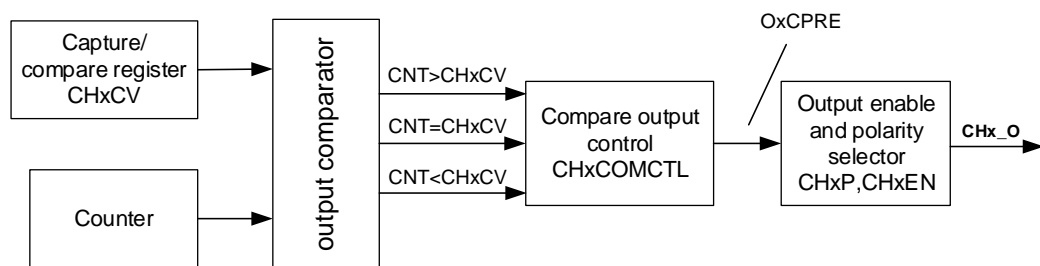 OxCPRE
Capture/
compare register
CHxCV
Counter
output comparator
CNT>CHxCV
CNT=CHxCV
CNT<CHxCV
Compare output
control
CHxCOMCTL
Output enable
and polarity
selector
CHxP,CHxEN
CHx_O